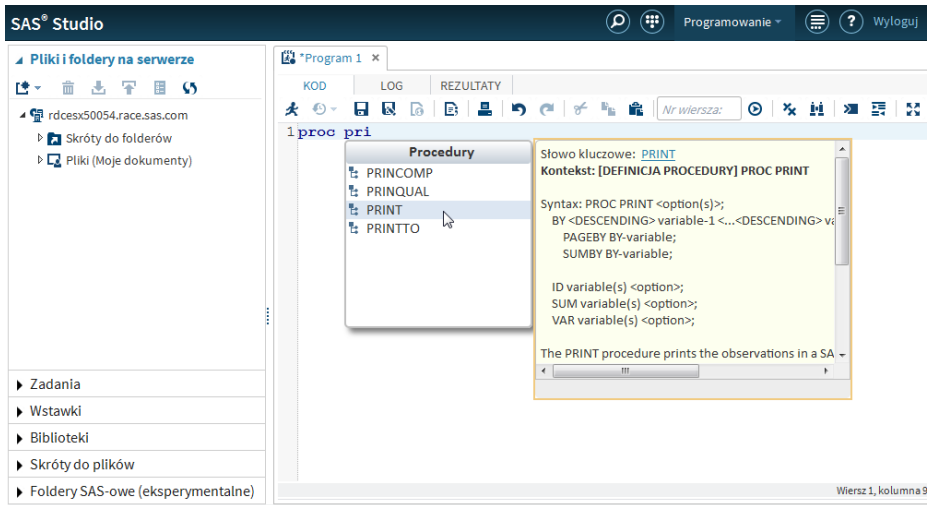 SAS® Studio
Programowanie
Wyloguj
Pliki i foldery na serwerze
rdcesx50054.race.sas.com
Skróty do folderów
Pliki (Moje dokumenty)
Zadania
Wstawki
Biblioteki
Skróty do plików
Foldery SAS-owe (eksperymentalne)
*Program 1
KOD LOG REZULTATY
Nr wiersza:
1 proc pri
Procedury
PRINCOMP
PRINQUAL
PRINT
PRINTTO
Słowo kluczowe: PRINT
Kontekst: [DEFINICJA PROCEDURY] PROC PRINT
Syntax: PROC PRINT <option(s)>;
BY <DESCENDING> variable-1 <...<DESCENDING> va
PAGEBY BY-variable;
SUMBY BY-variable;
ID variable(s) <option>;
SUM variable(s) <option>;
VAR variable(s) <option>;
The PRINT procedure prints the observations in a SA
Wiersz 1, kolumna 9